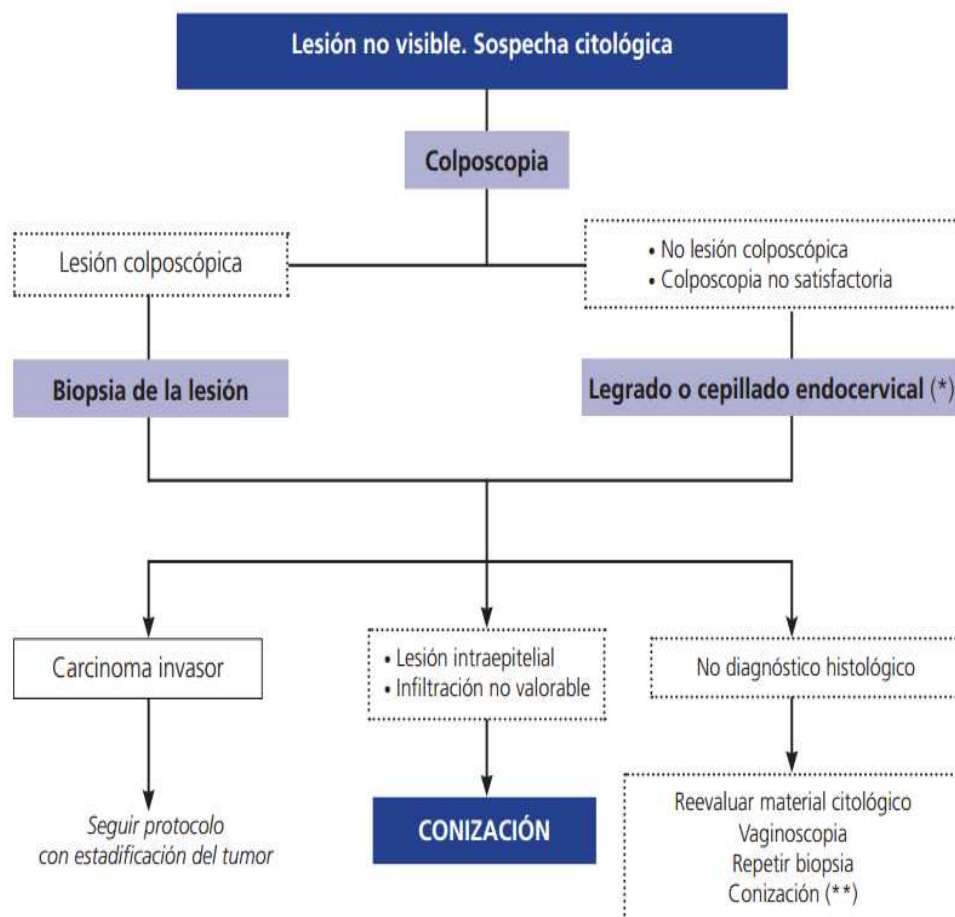 Lesión no visible. Sospecha citológica
Colposcopia
Lesión colposcópica
• No lesión colposcópica
• Colposcopia no satisfactoria
Biopsia de la lesión
Legrado o cepillado endocervical (*)
Carcinoma invasor
• Lesión intraepitelial
• Infiltración no valorable
No diagnóstico histológico
Seguir protocolo
con estadificación del tumor
CONIZACIÓN
Reevaluar material citológico
Vaginoscopia
Repetir biopsia
Conización (**)